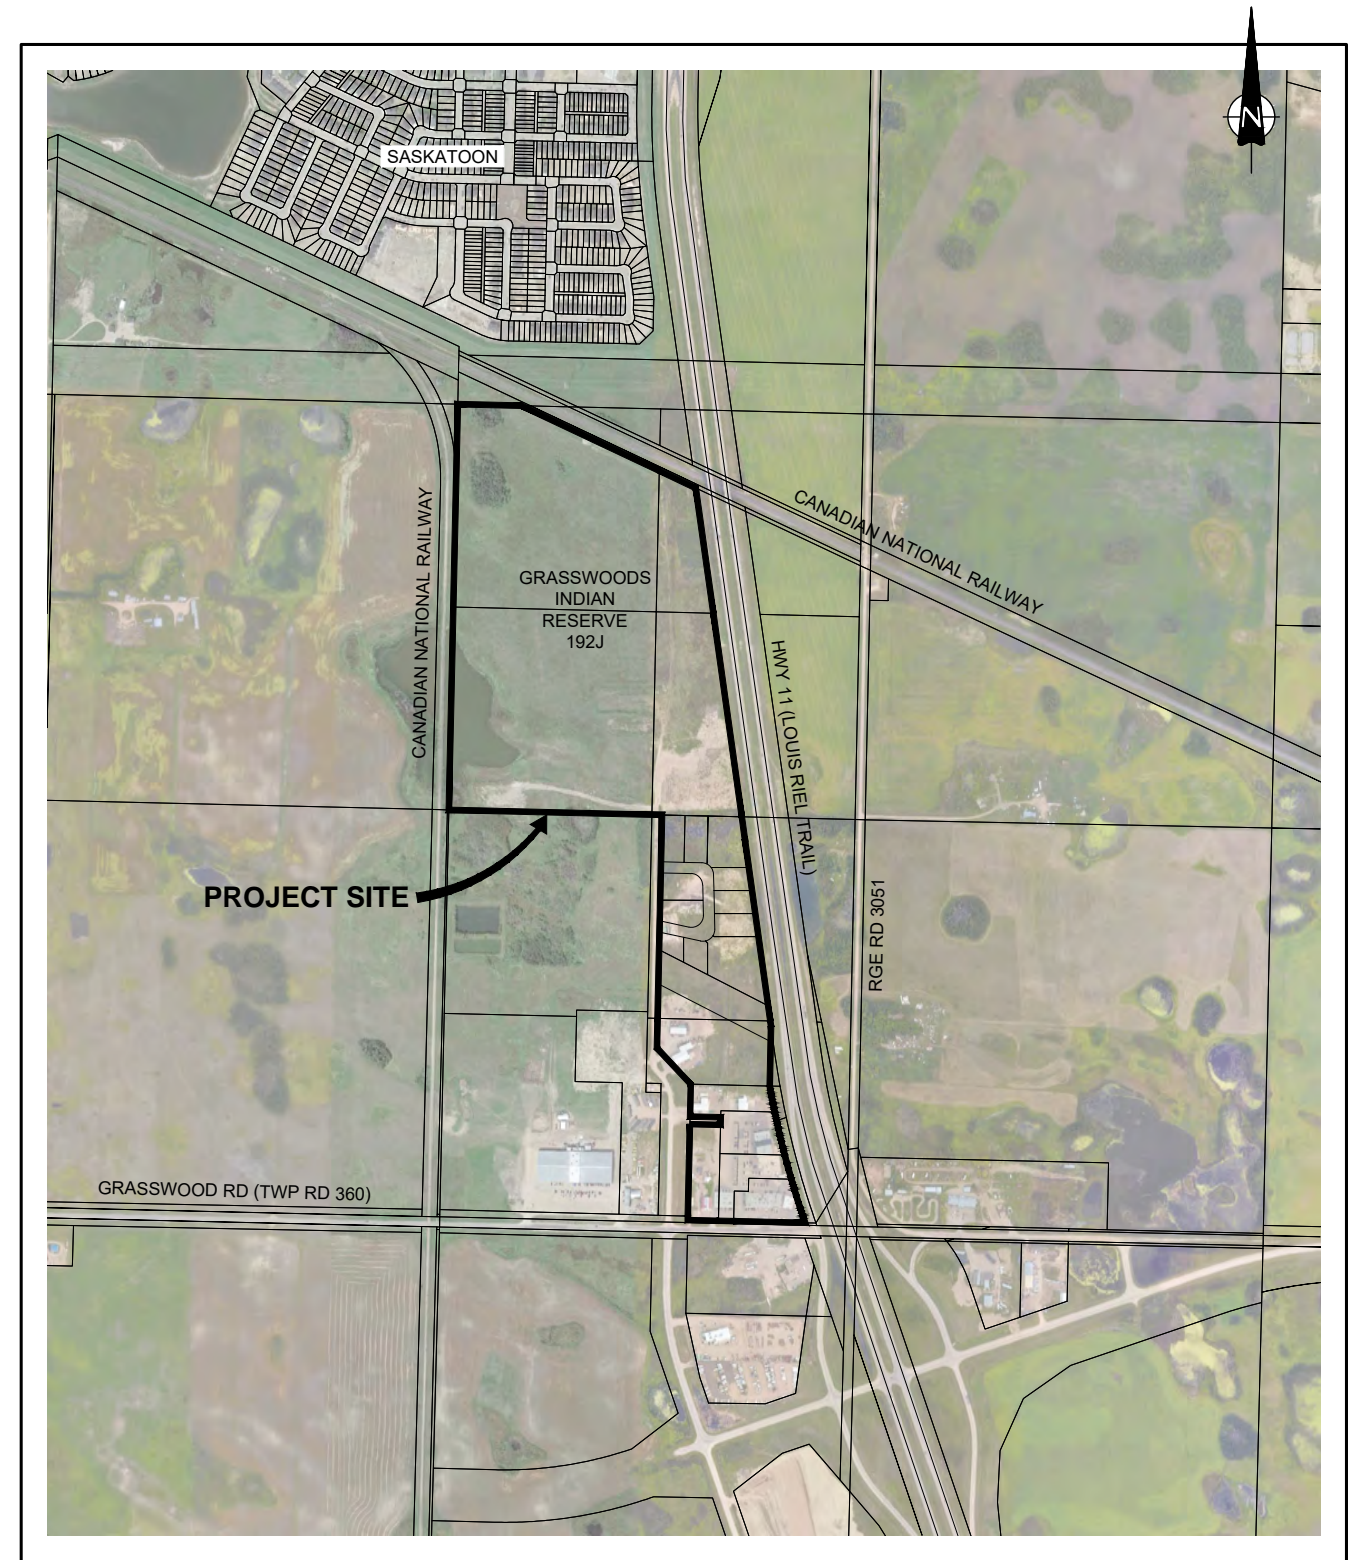 N
SASKATOON
CANADIAN NATIONAL RAILWAY
CANADIAN NATIONAL RAILWAY
GRASSWOODS
INDIAN
RESERVE
192J
HWY 11 (LOUIS RIEL TRAIL)
PROJECT SITE
RGE RD 3051
GRASSWOOD RD (TWP RD 360)